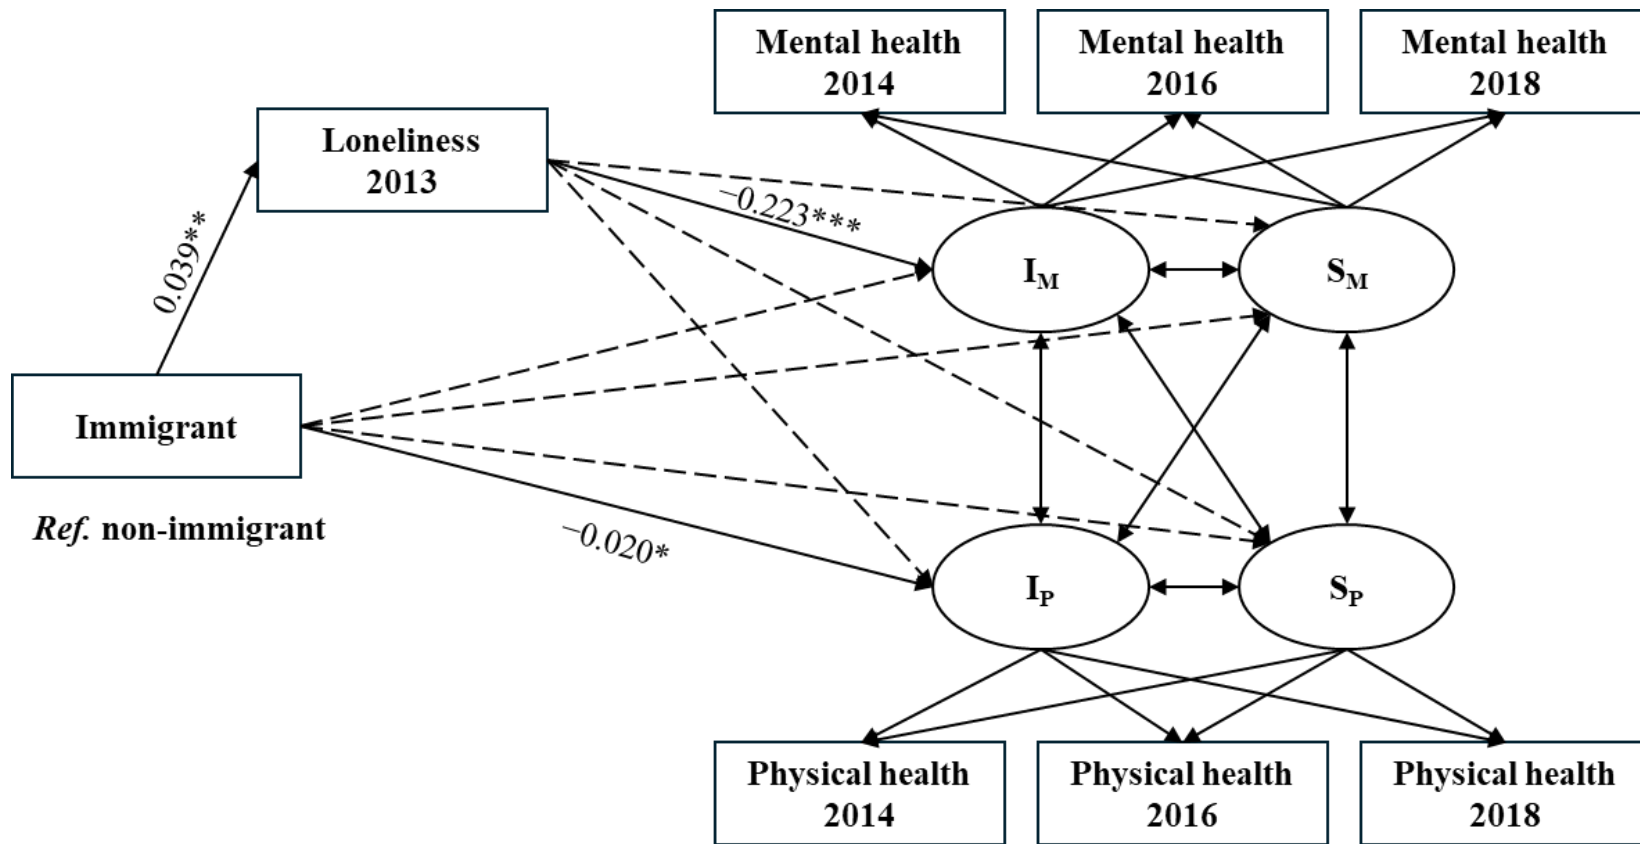 Mental health
2014
Mental health
2016
Mental health
2018
Loneliness
2013
−0.223***
0.039**
I_M
S_M
Immigrant
Ref. non-immigrant
−0.020*
I_P
S_P
Physical health
2014
Physical health
2016
Physical health
2018